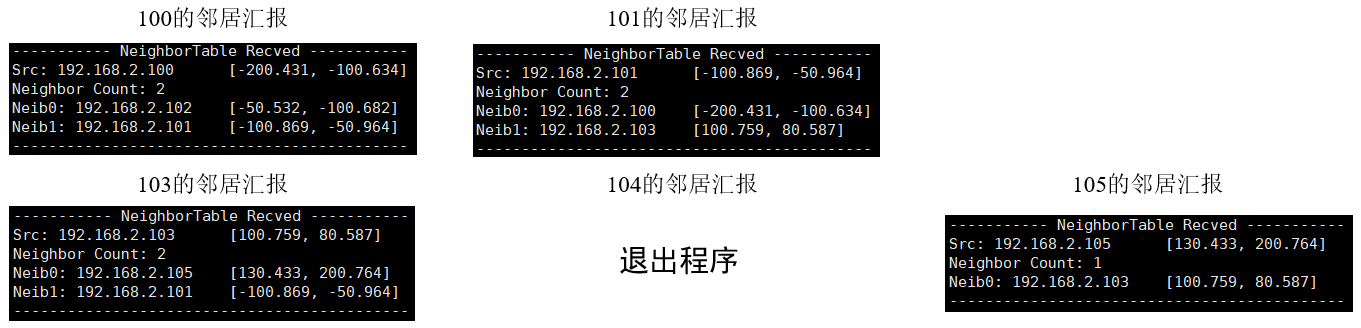 100的邻居汇报
----------- NeighborTable Recved -----------
Src: 192.168.2.100 [-200.431, -100.634]
Neighbor Count: 2
Neib0: 192.168.2.102 [-50.532, -100.682]
Neib1: 192.168.2.101 [-100.869, -50.964]
--------------------------------------------
101的邻居汇报
----------- NeighborTable Recved -----------
Src: 192.168.2.101 [-100.869, -50.964]
Neighbor Count: 2
Neib0: 192.168.2.100 [-200.431, -100.634]
Neib1: 192.168.2.103 [100.759, 80.587]
--------------------------------------------
103的邻居汇报
----------- NeighborTable Recved -----------
Src: 192.168.2.103 [100.759, 80.587]
Neighbor Count: 2
Neib0: 192.168.2.105 [130.433, 200.764]
Neib1: 192.168.2.101 [-100.869, -50.964]
--------------------------------------------
104的邻居汇报
退出程序
105的邻居汇报
----------- NeighborTable Recved -----------
Src: 192.168.2.105 [130.433, 200.764]
Neighbor Count: 1
Neib0: 192.168.2.103 [100.759, 80.587]
--------------------------------------------